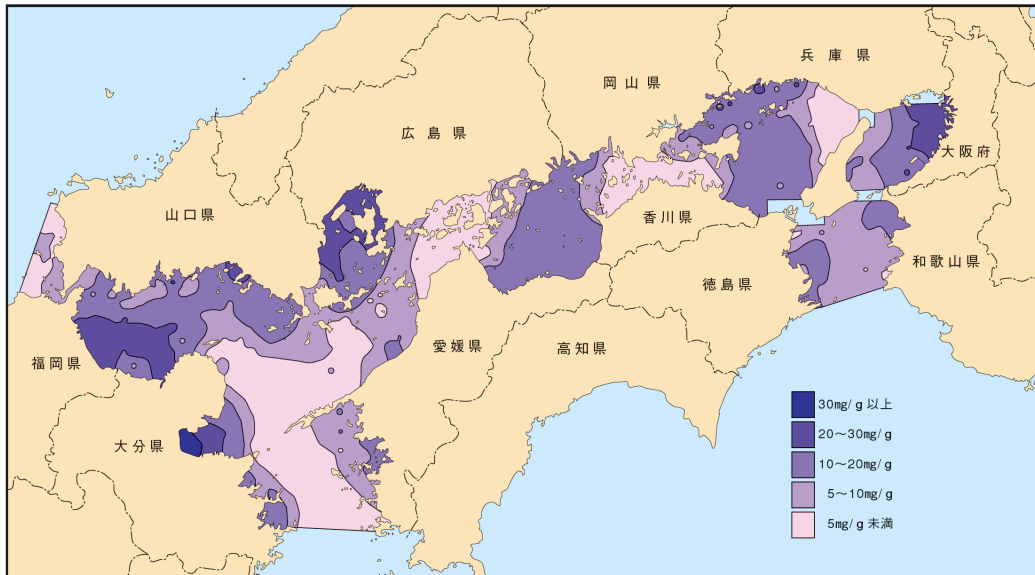 兵庫県
岡山県
広島県
大阪府
山口県
香川県
和歌山県
徳島県
愛媛県
高知県
福岡県
大分県
30mg/g以上
20～30mg/g
10～20mg/g
5～10mg/g
5mg/g未満